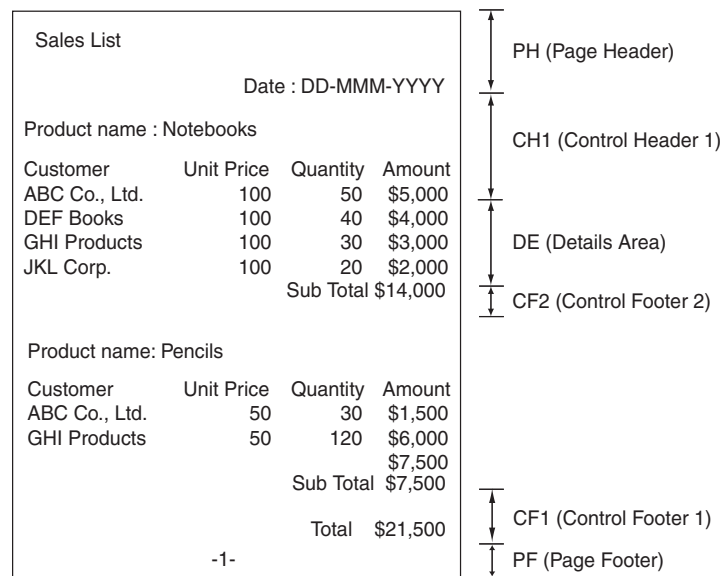 Sales List
Date : DD-MMM-YYYY
Product name : Notebooks
Customer Unit Price Quantity Amount
ABC Co., Ltd. 100 50 $5,000
DEF Books 100 40 $4,000
GHI Products 100 30 $3,000
JKL Corp. 100 20 $2,000
Sub Total $14,000
Product name: Pencils
Customer Unit Price Quantity Amount
ABC Co., Ltd. 50 30 $1,500
GHI Products 50 120 $6,000
$7,500
Sub Total $7,500
Total $21,500
-1-
PH (Page Header)
CH1 (Control Header 1)
DE (Details Area)
CF2 (Control Footer 2)
CF1 (Control Footer 1)
PF (Page Footer)